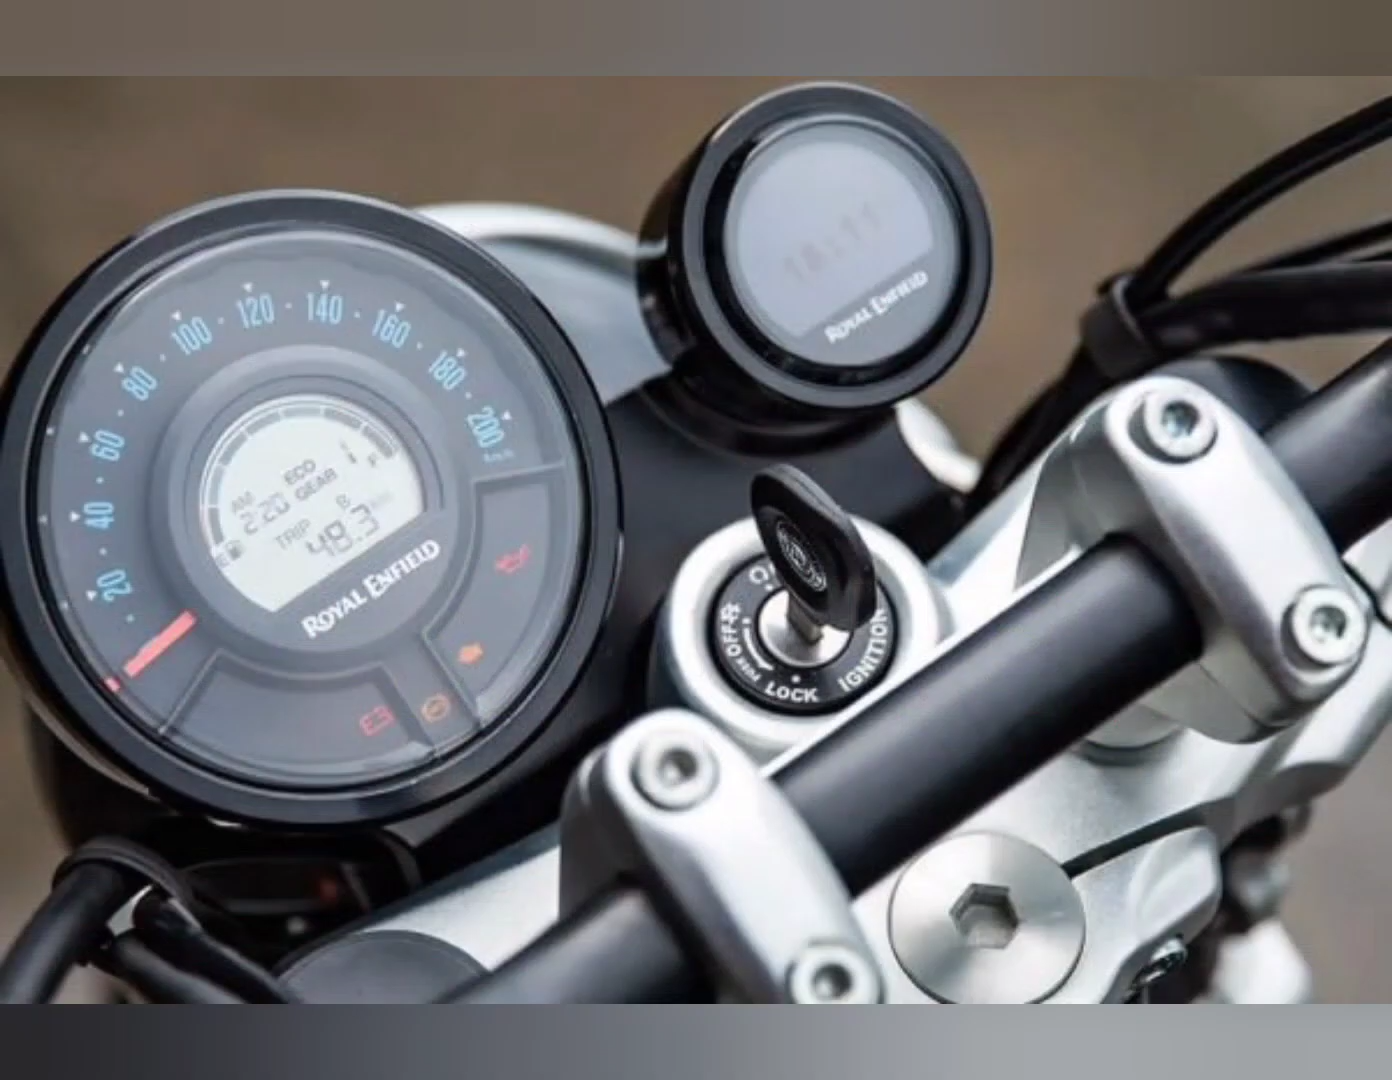 20
40
60
80
100
120
140
160
180
200
km/h
ECO
GEAR
1
F
AM
2:20
TRIP B
48.3
E
ROYAL ENFIELD
ROYAL ENFIELD
OFF
LOCK
IGNITION